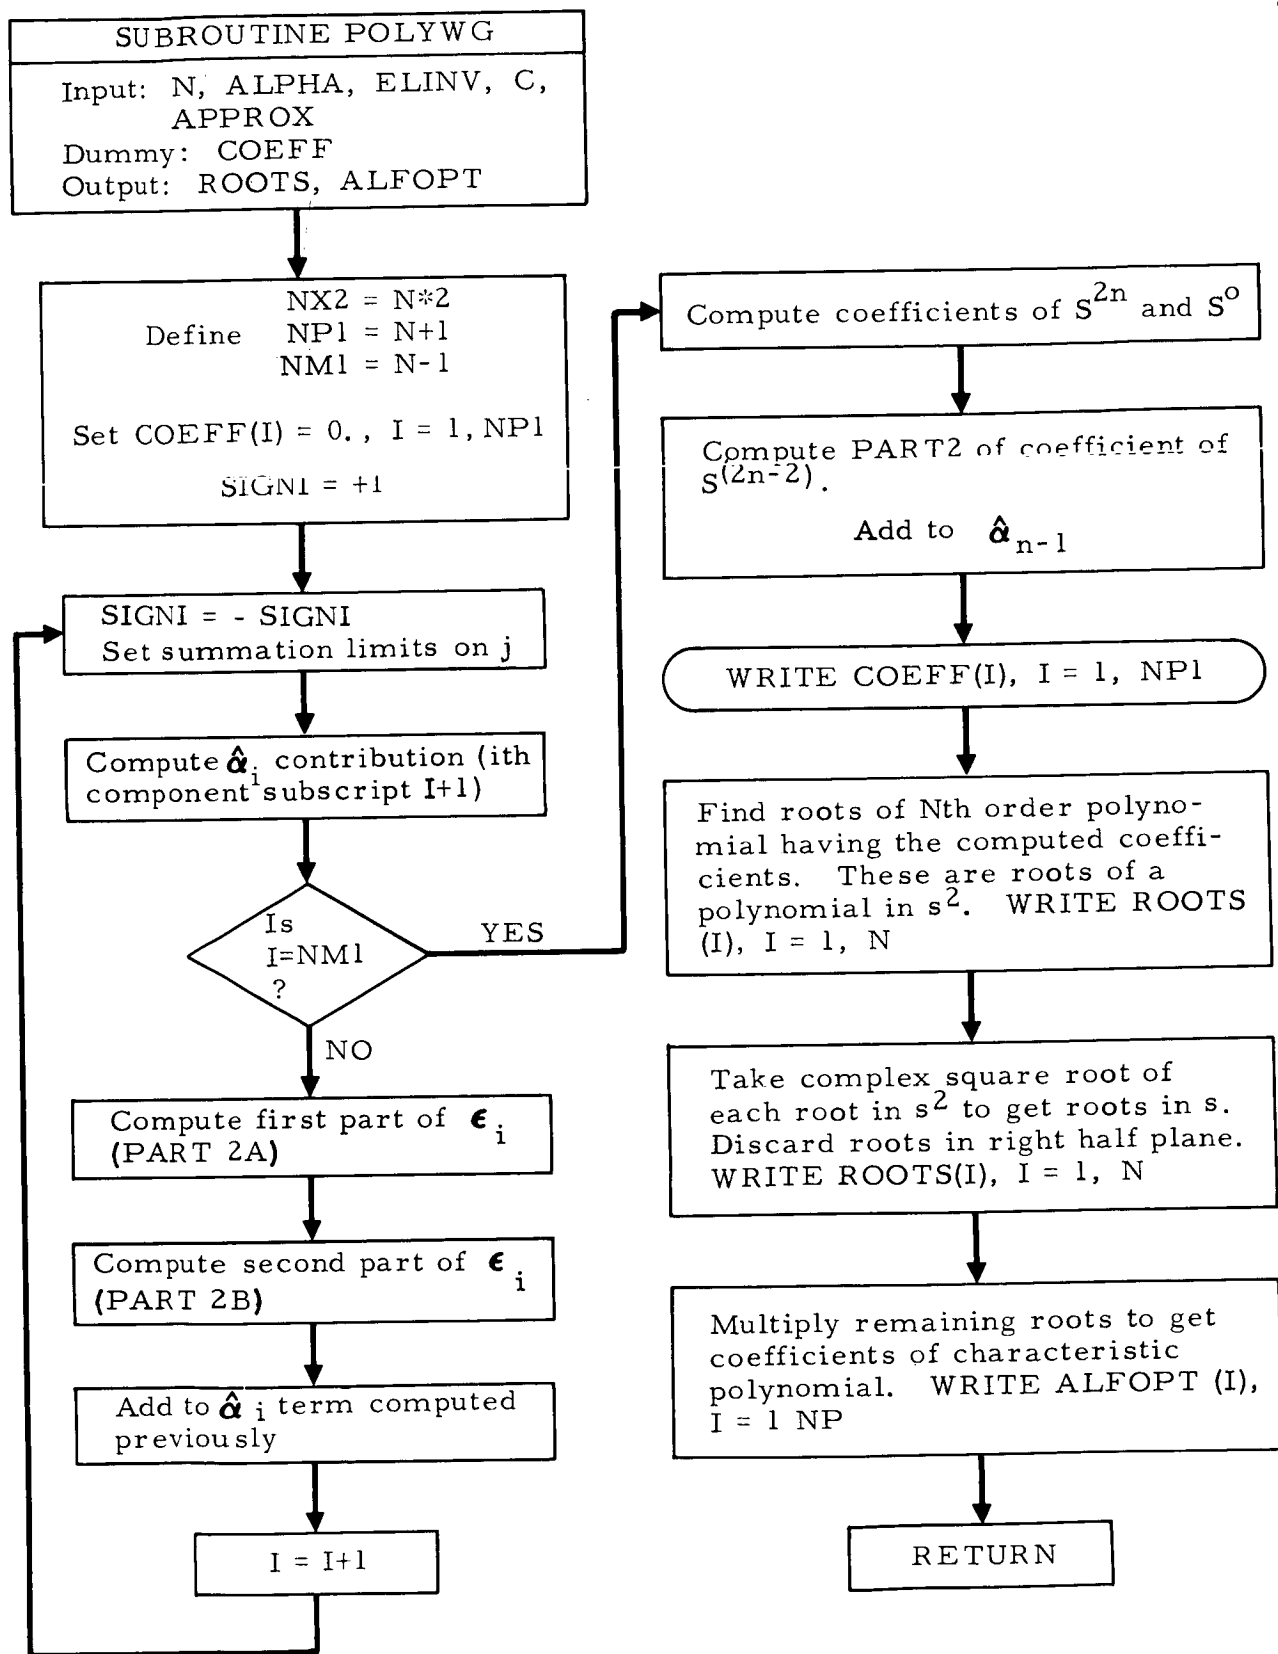 SUBROUTINE POLYWG
Input: N, ALPHA, ELINV, C,
APPROX
Dummy: COEFF
Output: ROOTS, ALFOPT
NX2 = N*2
Define NP1 = N+1
NM1 = N-1
Set COEFF(I) = 0., I = 1, NP1
SIGNI = +1
SIGNI = - SIGNI
Set summation limits on j
Compute α̂i contribution (ith
component subscript I+1)
Is
I=NM1
?
YES
NO
Compute first part of ϵi
(PART 2A)
Compute second part of ϵi
(PART 2B)
Add to α̂i term computed
previously
I = I+1
Compute coefficients of S^2n and S^o
Compute PART2 of coefficient of
S^(2n-2).
Add to α̂n-1
WRITE COEFF(I), I = 1, NP1
Find roots of Nth order polyno-
mial having the computed coeffi-
cients. These are roots of a
polynomial in s². WRITE ROOTS
(I), I = 1, N
Take complex square root of
each root in s² to get roots in s.
Discard roots in right half plane.
WRITE ROOTS(I), I = 1, N
Multiply remaining roots to get
coefficients of characteristic
polynomial. WRITE ALFOPT (I),
I = 1 NP
RETURN